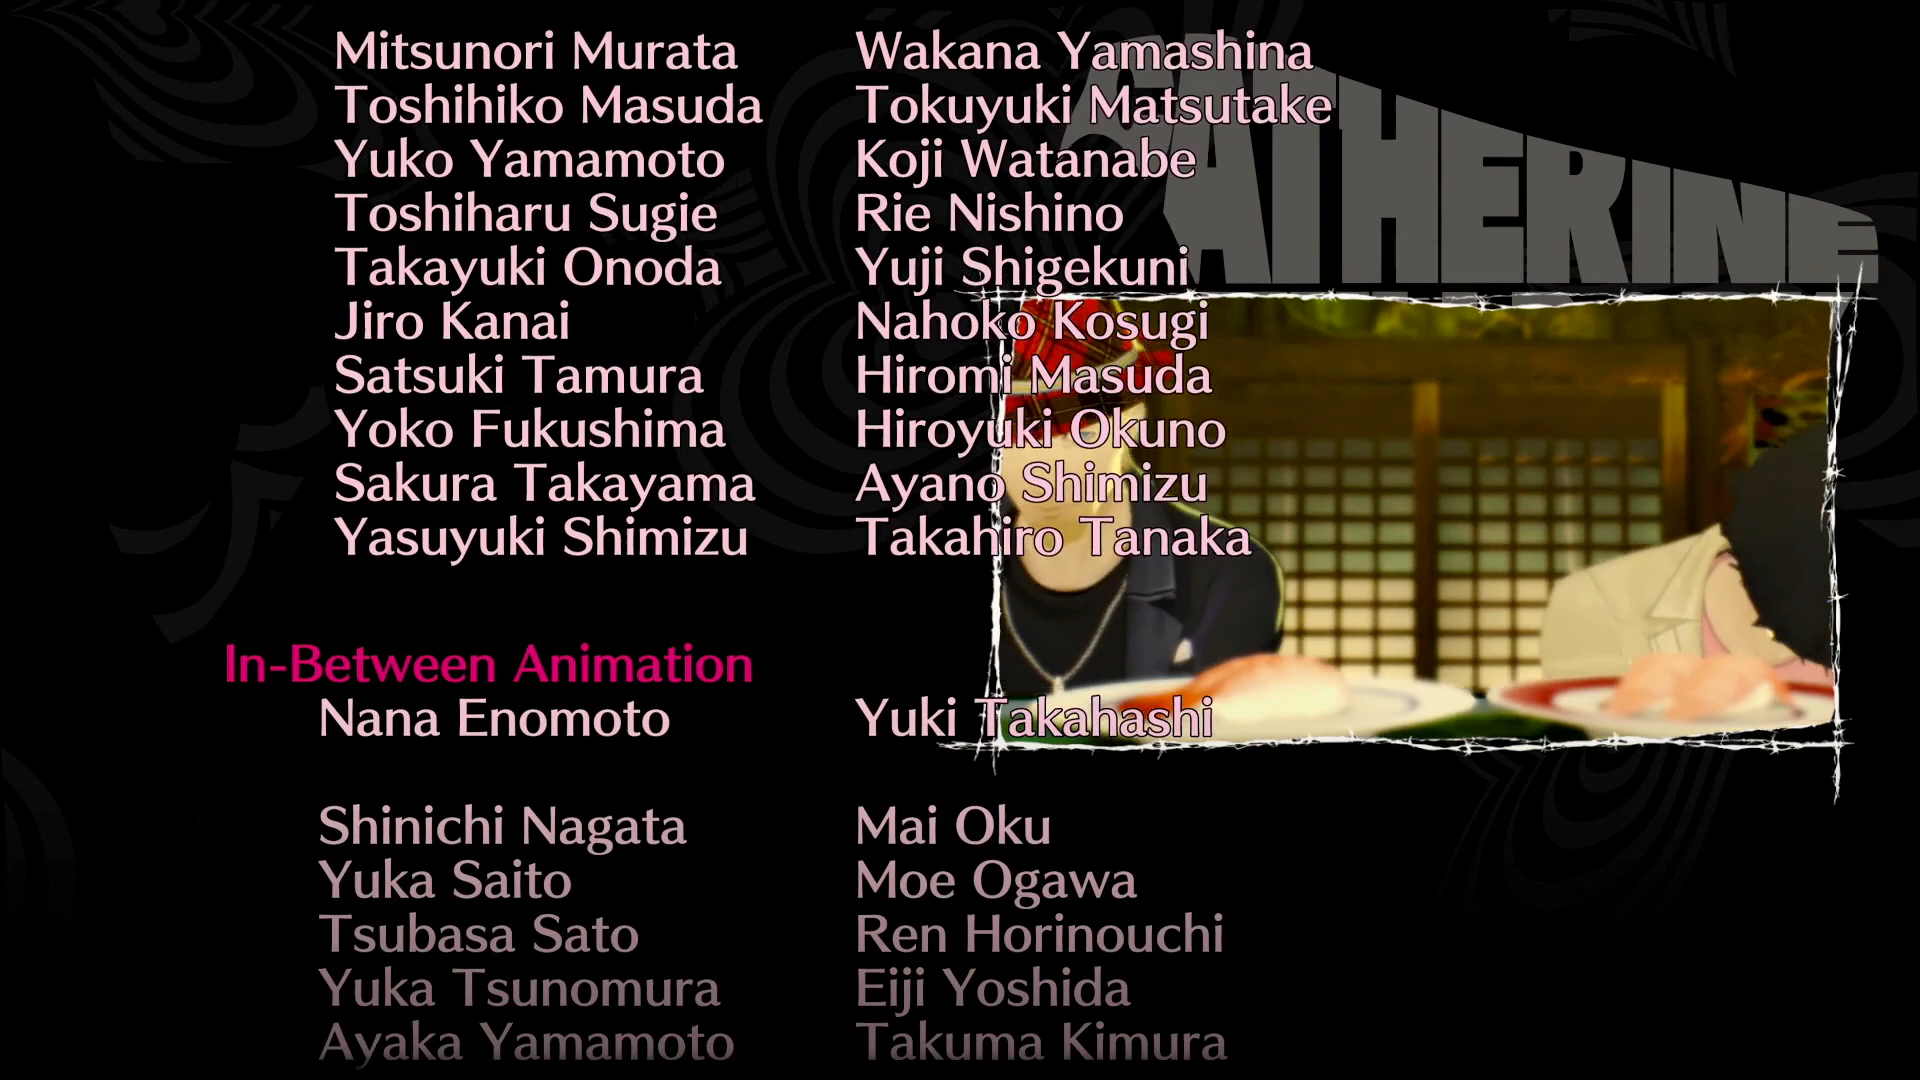 Mitsunori Murata Wakana Yamashina
Toshihiko Masuda Tokuyuki Matsutake
Yuko Yamamoto Koji Watanabe
Toshiharu Sugie Rie Nishino
Takayuki Onoda Yuji Shigekuni
Jiro Kanai Nahoko Kosugi
Satsuki Tamura Hiromi Masuda
Yoko Fukushima Hiroyuki Okuno
Sakura Takayama Ayano Shimizu
Yasuyuki Shimizu Takahiro Tanaka
In-Between Animation
Nana Enomoto Yuki Takahashi
Shinichi Nagata Mai Oku
Yuka Saito Moe Ogawa
Tsubasa Sato Ren Horinouchi
Yuka Tsunomura Eiji Yoshida
Ayaka Yamamoto Takuma Kimura
CATHERINE